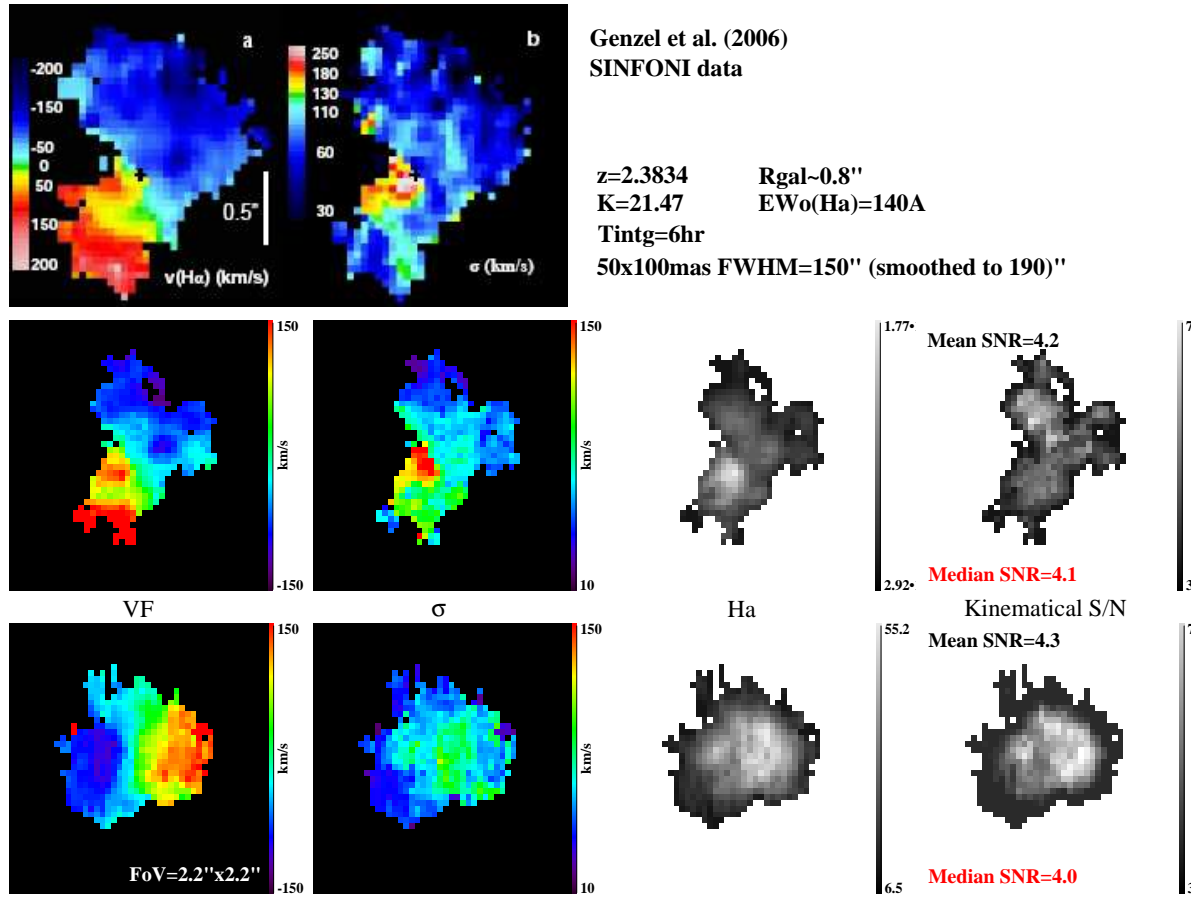 a
b
Genzel et al. (2006)
SINFONI data
-200
-150
-50
0
50
150
200
250
180
130
110
60
30
0.5"
v(Hα) (km/s)
σ (km/s)
z=2.3834 Rgal~0.8"
K=21.47 EWo(Ha)=140A
Tintg=6hr
50x100mas FWHM=150" (smoothed to 190)"
150
km/s
-150
150
km/s
10
1.77•
2.92•
Mean SNR=4.2
Median SNR=4.1
7
3
VF
σ
Ha
Kinematical S/N
150
km/s
-150
FoV=2.2"x2.2"
150
km/s
10
55.2
6.5
Mean SNR=4.3
Median SNR=4.0
7
3